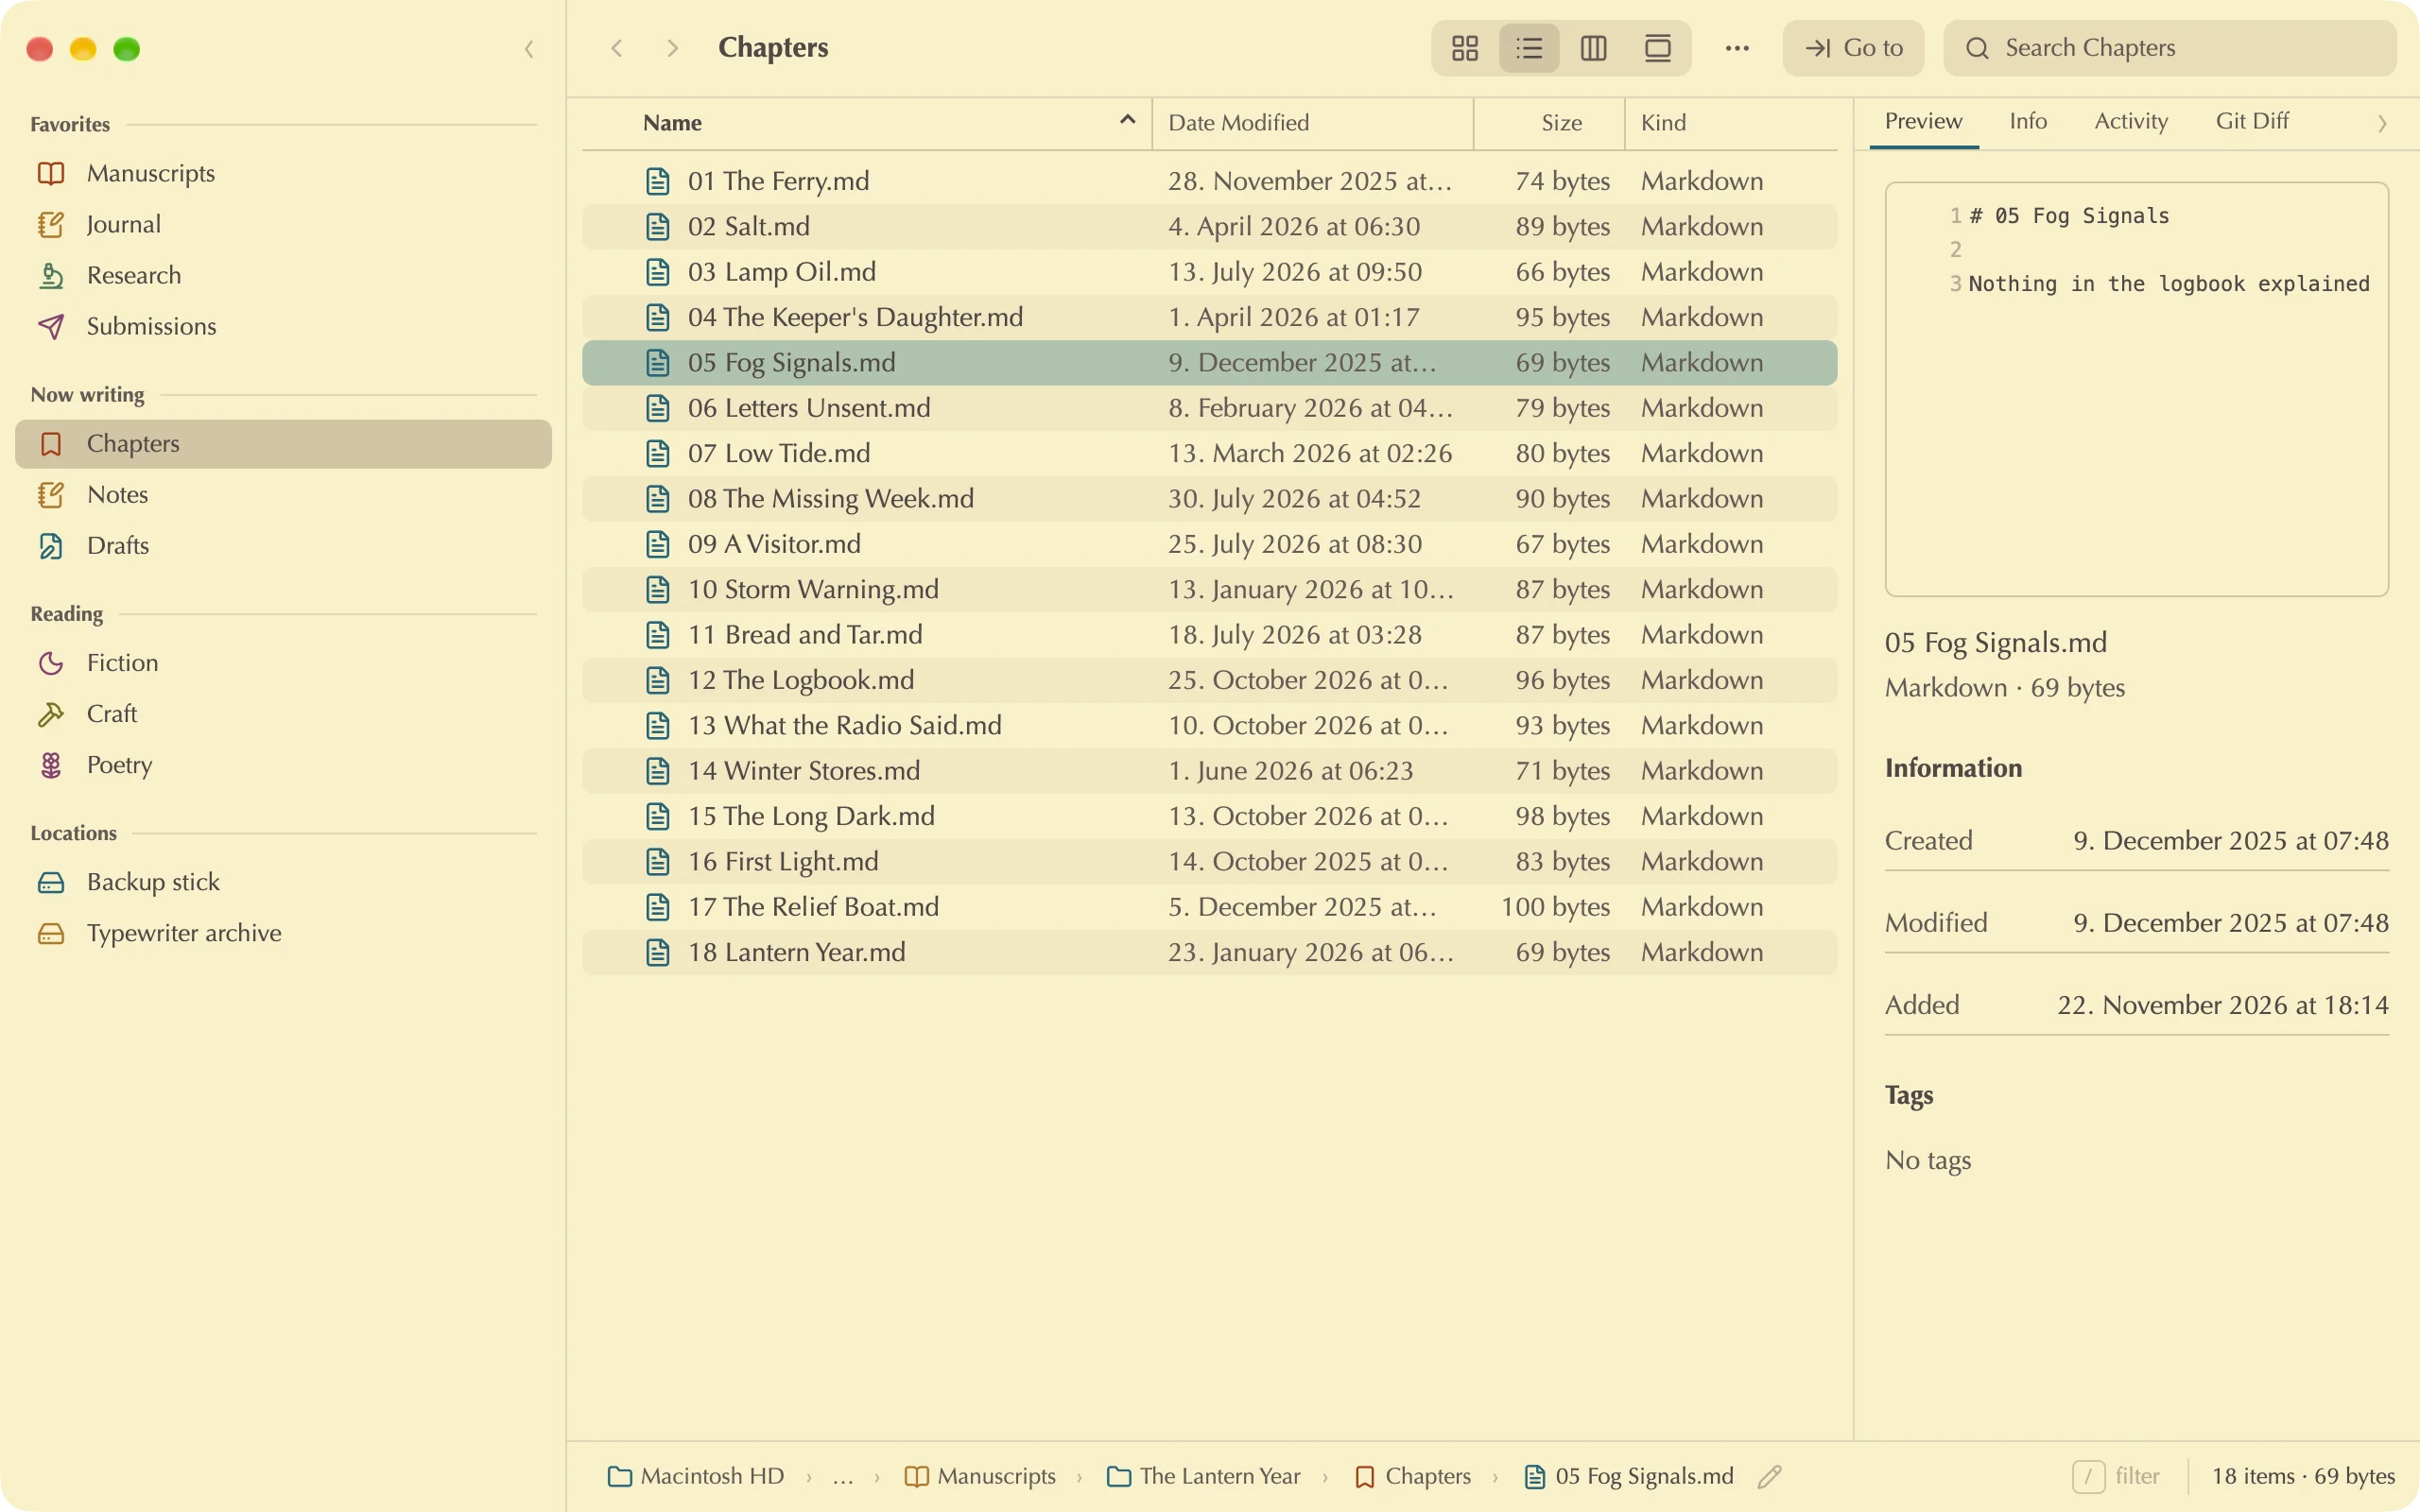 Chapters
Go to
Search Chapters
Favorites
Manuscripts
Journal
Research
Submissions
Now writing
Chapters
Notes
Drafts
Reading
Fiction
Craft
Poetry
Locations
Backup stick
Typewriter archive
Name Date Modified Size Kind
01 The Ferry.md 28. November 2025 at… 74 bytes Markdown
02 Salt.md 4. April 2026 at 06:30 89 bytes Markdown
03 Lamp Oil.md 13. July 2026 at 09:50 66 bytes Markdown
04 The Keeper's Daughter.md 1. April 2026 at 01:17 95 bytes Markdown
05 Fog Signals.md 9. December 2025 at… 69 bytes Markdown
06 Letters Unsent.md 8. February 2026 at 04… 79 bytes Markdown
07 Low Tide.md 13. March 2026 at 02:26 80 bytes Markdown
08 The Missing Week.md 30. July 2026 at 04:52 90 bytes Markdown
09 A Visitor.md 25. July 2026 at 08:30 67 bytes Markdown
10 Storm Warning.md 13. January 2026 at 10… 87 bytes Markdown
11 Bread and Tar.md 18. July 2026 at 03:28 87 bytes Markdown
12 The Logbook.md 25. October 2026 at 0… 96 bytes Markdown
13 What the Radio Said.md 10. October 2026 at 0… 93 bytes Markdown
14 Winter Stores.md 1. June 2026 at 06:23 71 bytes Markdown
15 The Long Dark.md 13. October 2026 at 0… 98 bytes Markdown
16 First Light.md 14. October 2025 at 0… 83 bytes Markdown
17 The Relief Boat.md 5. December 2025 at… 100 bytes Markdown
18 Lantern Year.md 23. January 2026 at 06… 69 bytes Markdown
Preview Info Activity Git Diff
1 # 05 Fog Signals
2
3 Nothing in the logbook explained
05 Fog Signals.md
Markdown · 69 bytes
Information
Created 9. December 2025 at 07:48
Modified 9. December 2025 at 07:48
Added 22. November 2026 at 18:14
Tags
No tags
Macintosh HD › … › Manuscripts › The Lantern Year › Chapters › 05 Fog Signals.md
/ filter 18 items · 69 bytes